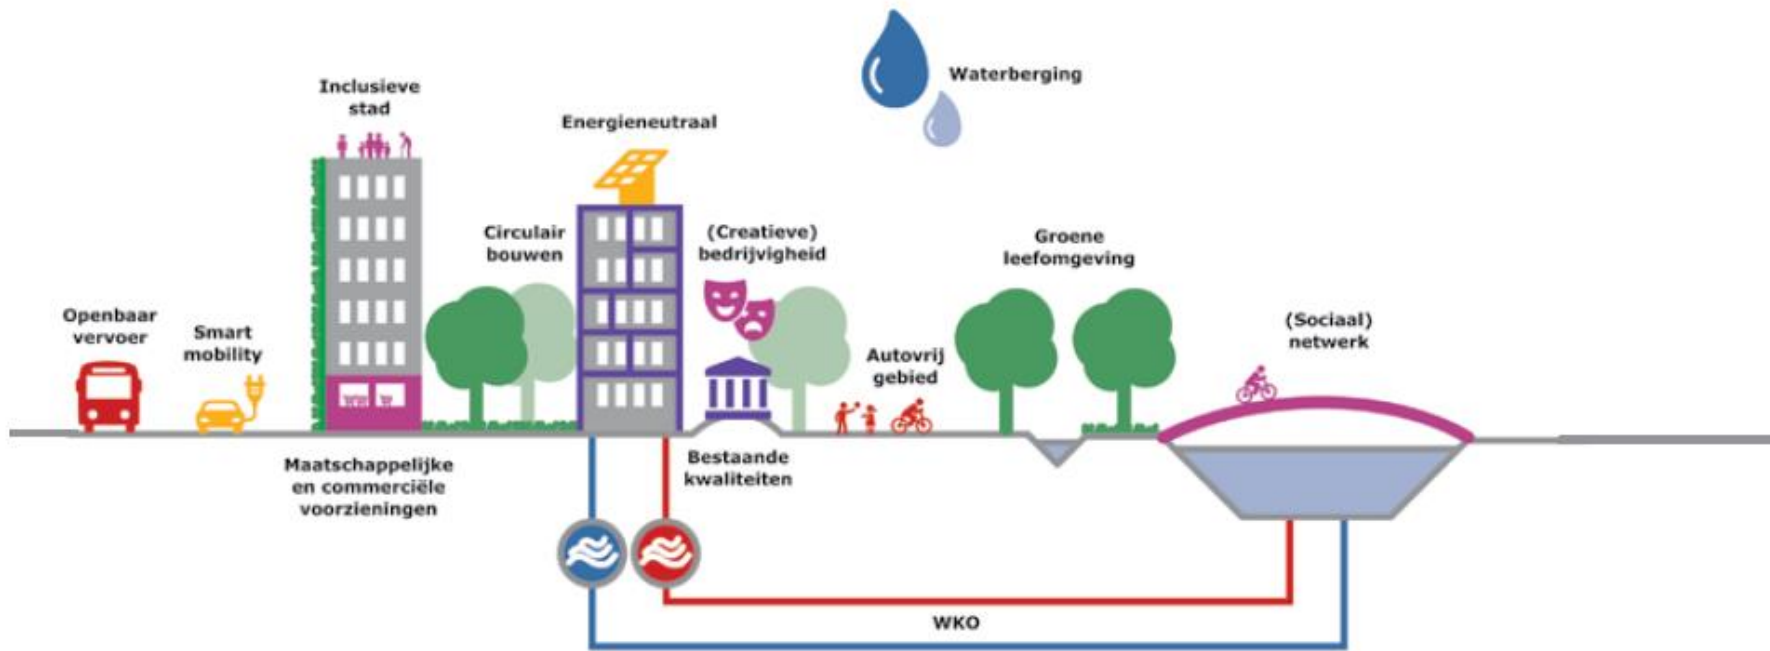 Waterberging
Inclusieve
stad
Energieneutraal
Circulair
bouwen
(Creatieve)
bedrijvigheid
Groene
leefomgeving
Openbaar
vervoer
Smart
mobility
Autovrij
gebied
(Sociaal)
netwerk
Maatschappelijke
en commerciële
voorzieningen
Bestaande
kwaliteiten
WKO